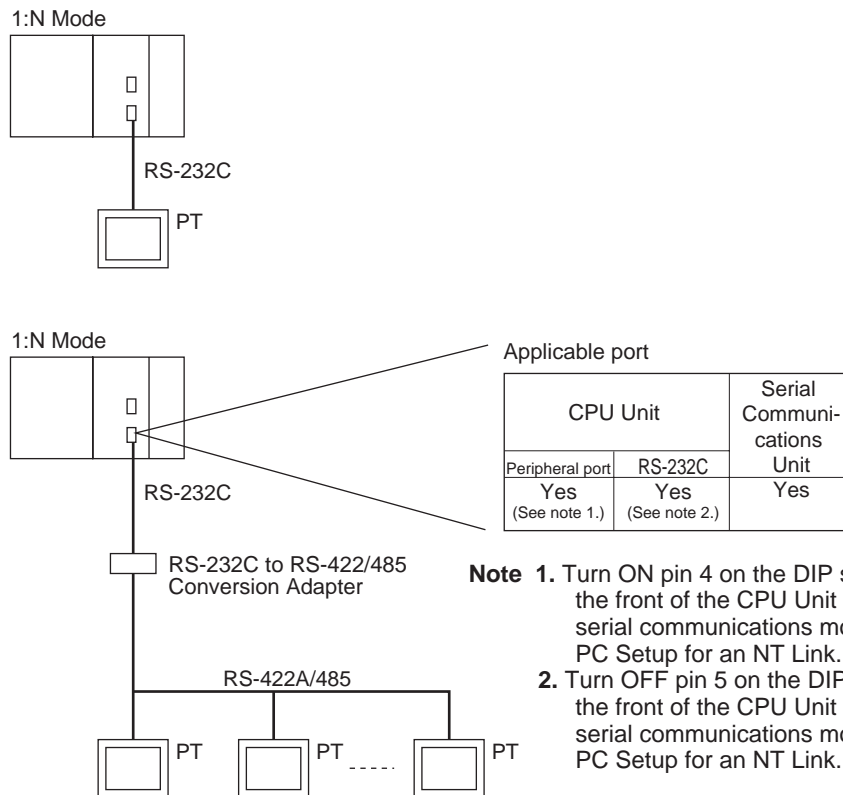 1:N Mode
RS-232C
PT
1:N Mode
Applicable port
CPU Unit
Serial
Communi-
cations
Unit
Peripheral port
RS-232C
Yes
(See note 1.)
Yes
(See note 2.)
Yes
RS-232C
RS-232C to RS-422/485
Conversion Adapter
Note 1. Turn ON pin 4 on the DIP
the front of the CPU Unit
serial communications
PC Setup for an NT Link.
2. Turn OFF pin 5 on the DIP
the front of the CPU Unit
serial communications
PC Setup for an NT Link.
RS-422A/485
PT
PT
PT